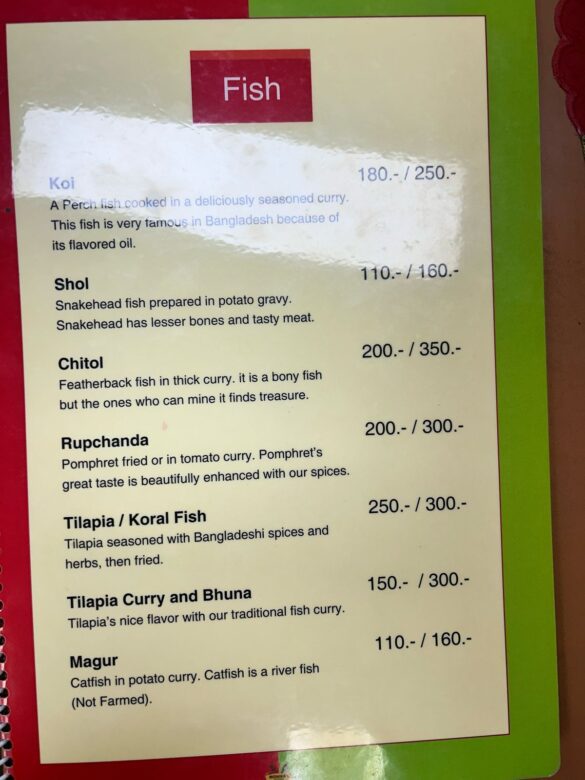 Fish
Koi 180.- / 250.-
A Perch fish cooked in a deliciously seasoned curry.
This fish is very famous in Bangladesh because of
its flavored oil.
Shol 110.- / 160.-
Snakehead fish prepared in potato gravy.
Snakehead has lesser bones and tasty meat.
Chitol 200.- / 350.-
Featherback fish in thick curry. it is a bony fish
but the ones who can mine it finds treasure.
Rupchanda 200.- / 300.-
Pomphret fried or in tomato curry. Pomphret's
great taste is beautifully enhanced with our spices.
Tilapia / Koral Fish 250.- / 300.-
Tilapia seasoned with Bangladeshi spices and
herbs, then fried.
Tilapia Curry and Bhuna 150.- / 300.-
Tilapia's nice flavor with our traditional fish curry.
Magur 110.- / 160.-
Catfish in potato curry. Catfish is a river fish
(Not Farmed).